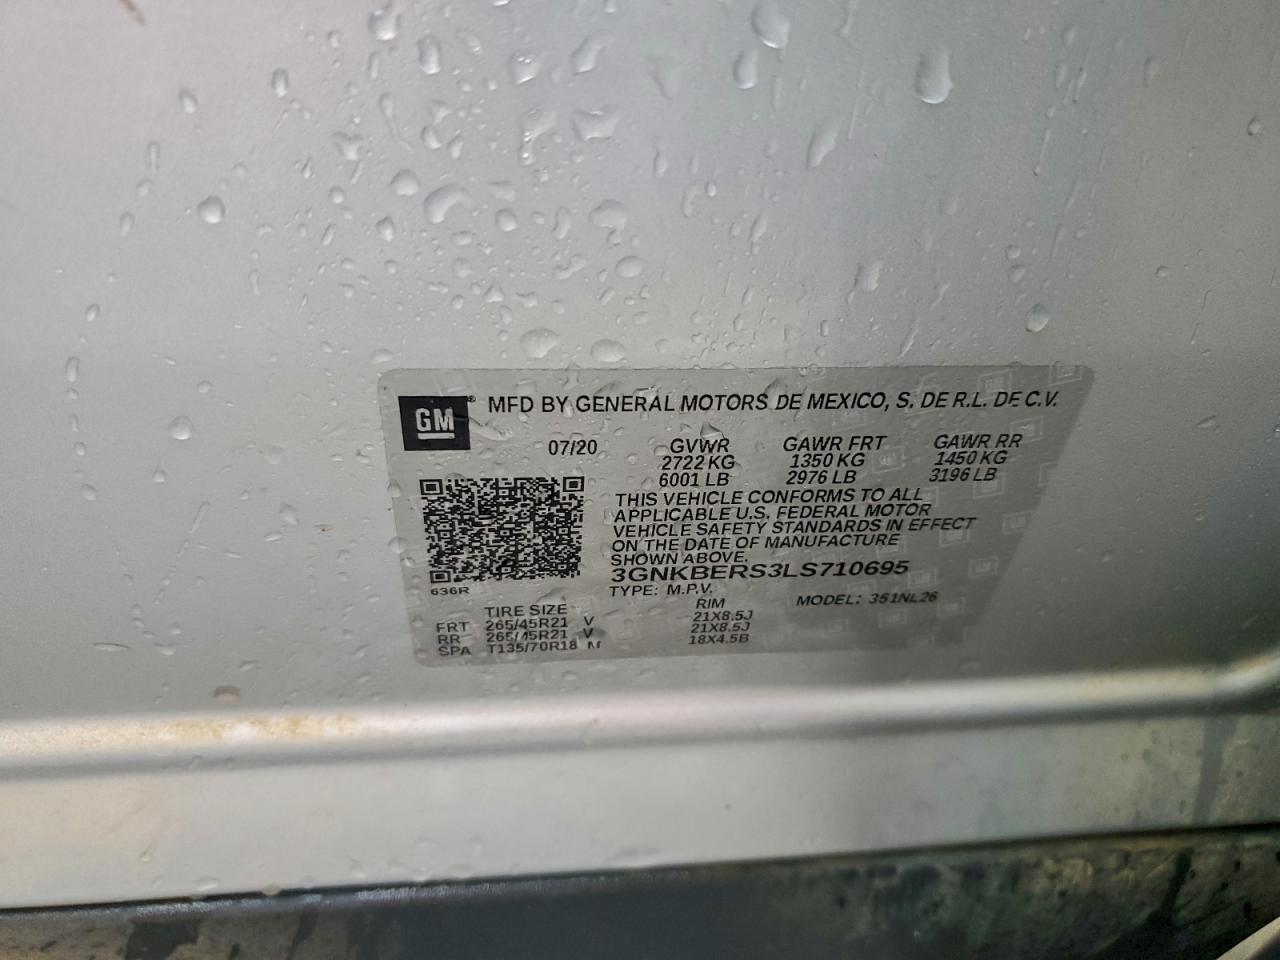 GM® MFD BY GENERAL MOTORS DE MEXICO, S. DE R.L. DE C.V.
07/20 GVWR GAWR FRT GAWR RR
2722 KG 1350 KG 1450 KG
6001 LB 2976 LB 3196 LB
THIS VEHICLE CONFORMS TO ALL
APPLICABLE U.S. FEDERAL MOTOR
VEHICLE SAFETY STANDARDS IN EFFECT
ON THE DATE OF MANUFACTURE
SHOWN ABOVE.
3GNKBERS3LS710695
636R TYPE: M.P.V. MODEL: 351NL26
TIRE SIZE RIM
FRT 265/45R21 V 21X8.5J
RR 265/45R21 V 21X8.5J
SPA T135/70R18 M 18X4.5B